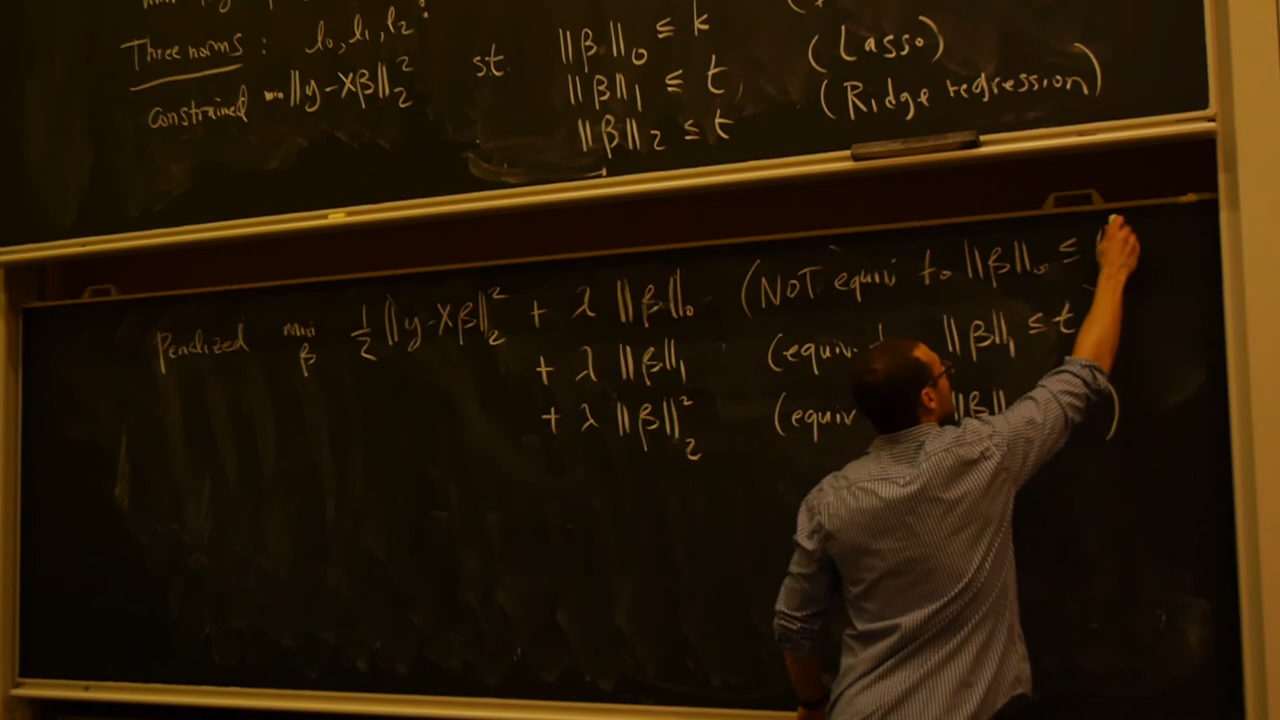 Three norms : l₀, l₁, l₂ :
constrained min ‖y-Xβ‖₂² st. ‖β‖₀ ≤ k
‖β‖₁ ≤ t, (Lasso)
‖β‖₂ ≤ t (Ridge regression)
Penalized min β ½‖y-Xβ‖₂² + λ ‖β‖₀ (NOT equiv to ‖β‖₀ ≤
+ λ ‖β‖₁ (equiv. ‖β‖₁ ≤ t
+ λ ‖β‖₂² (equiv ‖β‖ )